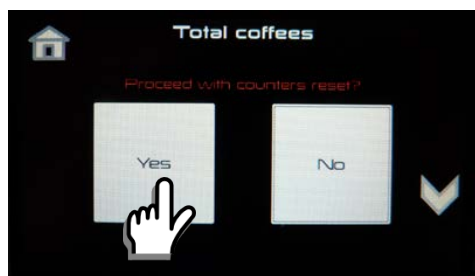 Total coffees
Proceed with counters reset?
Yes
No